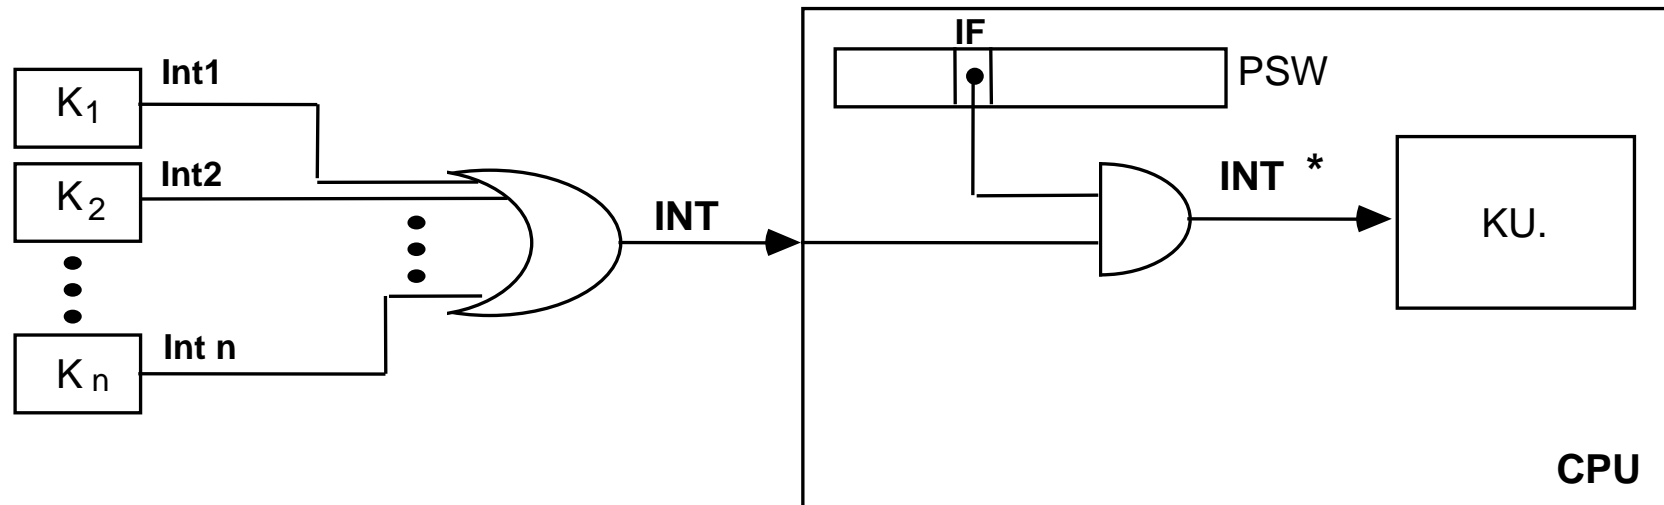 IF
PSW
Int1
K1
Int2
K2
INT
INT *
KU.
Int n
Kn
CPU